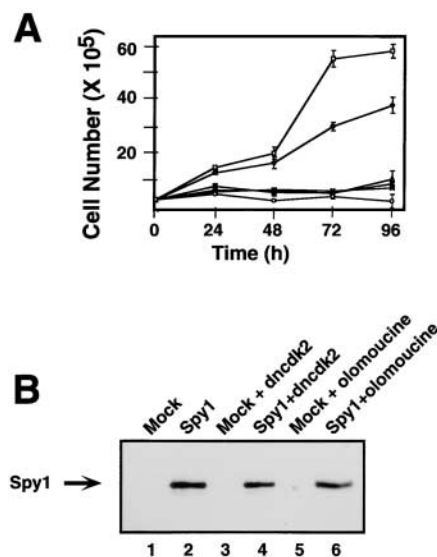 A
Cell Number (X 10⁵)
60
40
20
0 24 48 72 96
Time (h)
B
Mock
Spy1
Mock + dncdk2
Spy1+dncdk2
Mock + olomoucine
Spy1+olomoucine
Spy1
1 2 3 4 5 6